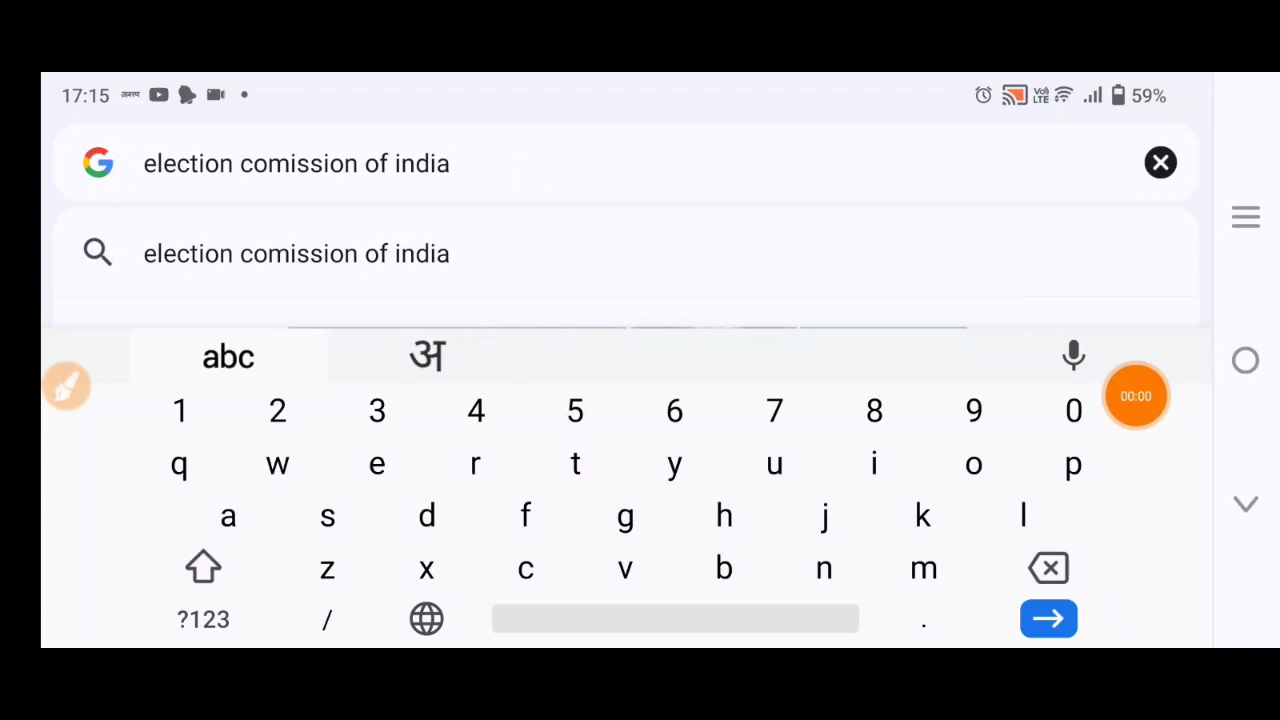 17:15 59%
election comission of india
election comission of india
abc अ
1 2 3 4 5 6 7 8 9 0
q w e r t y u i o p
a s d f g h j k l
z x c v b n m
?123 / .
00:00